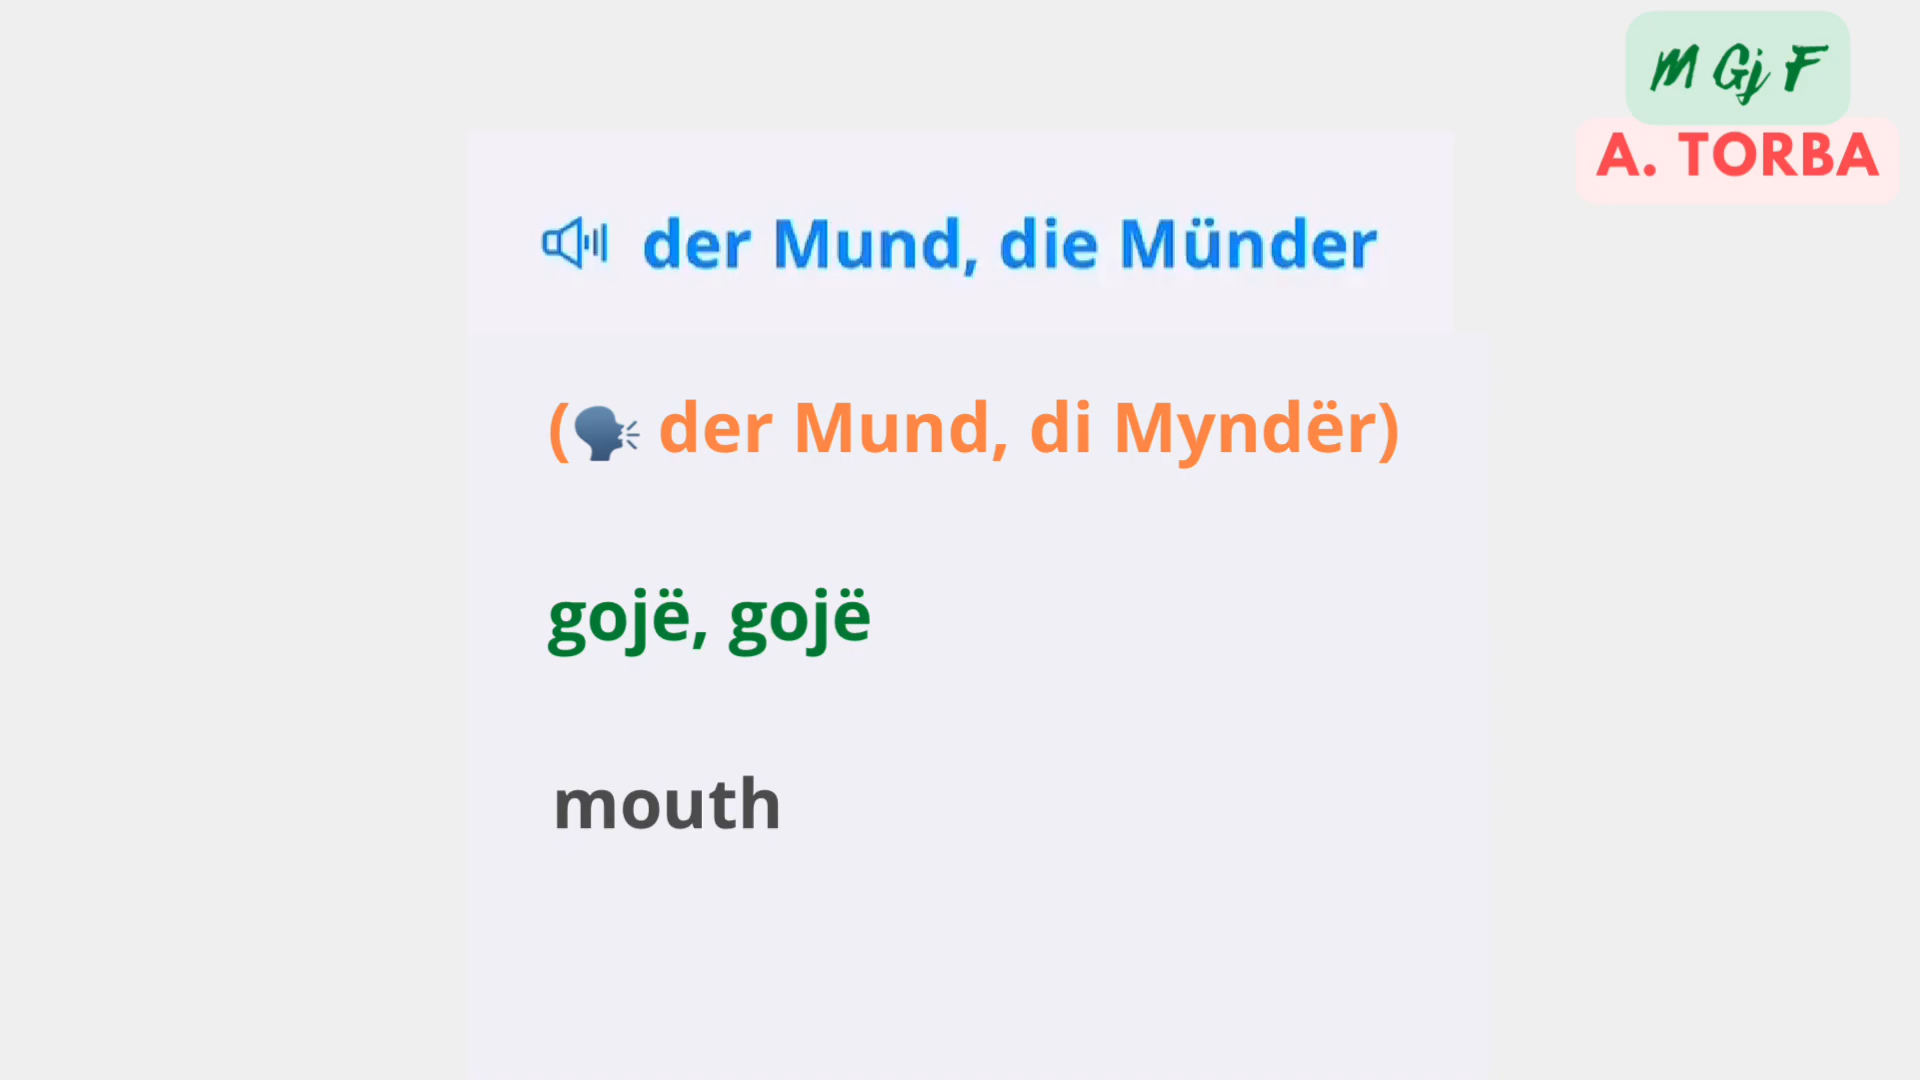 M Gj F
A. TORBA
der Mund, die Münder
(der Mund, di Myndër)
gojë, gojë
mouth